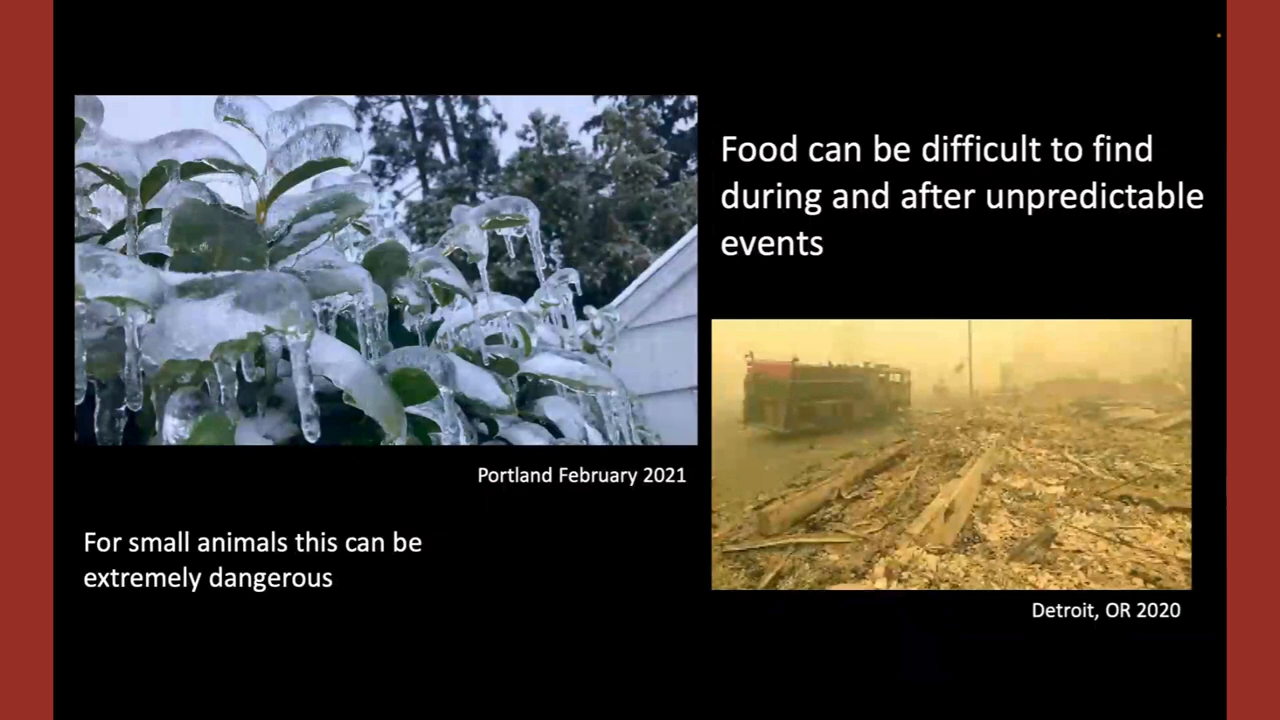 Food can be difficult to find
during and after unpredictable
events
Portland February 2021
For small animals this can be
extremely dangerous
Detroit, OR 2020